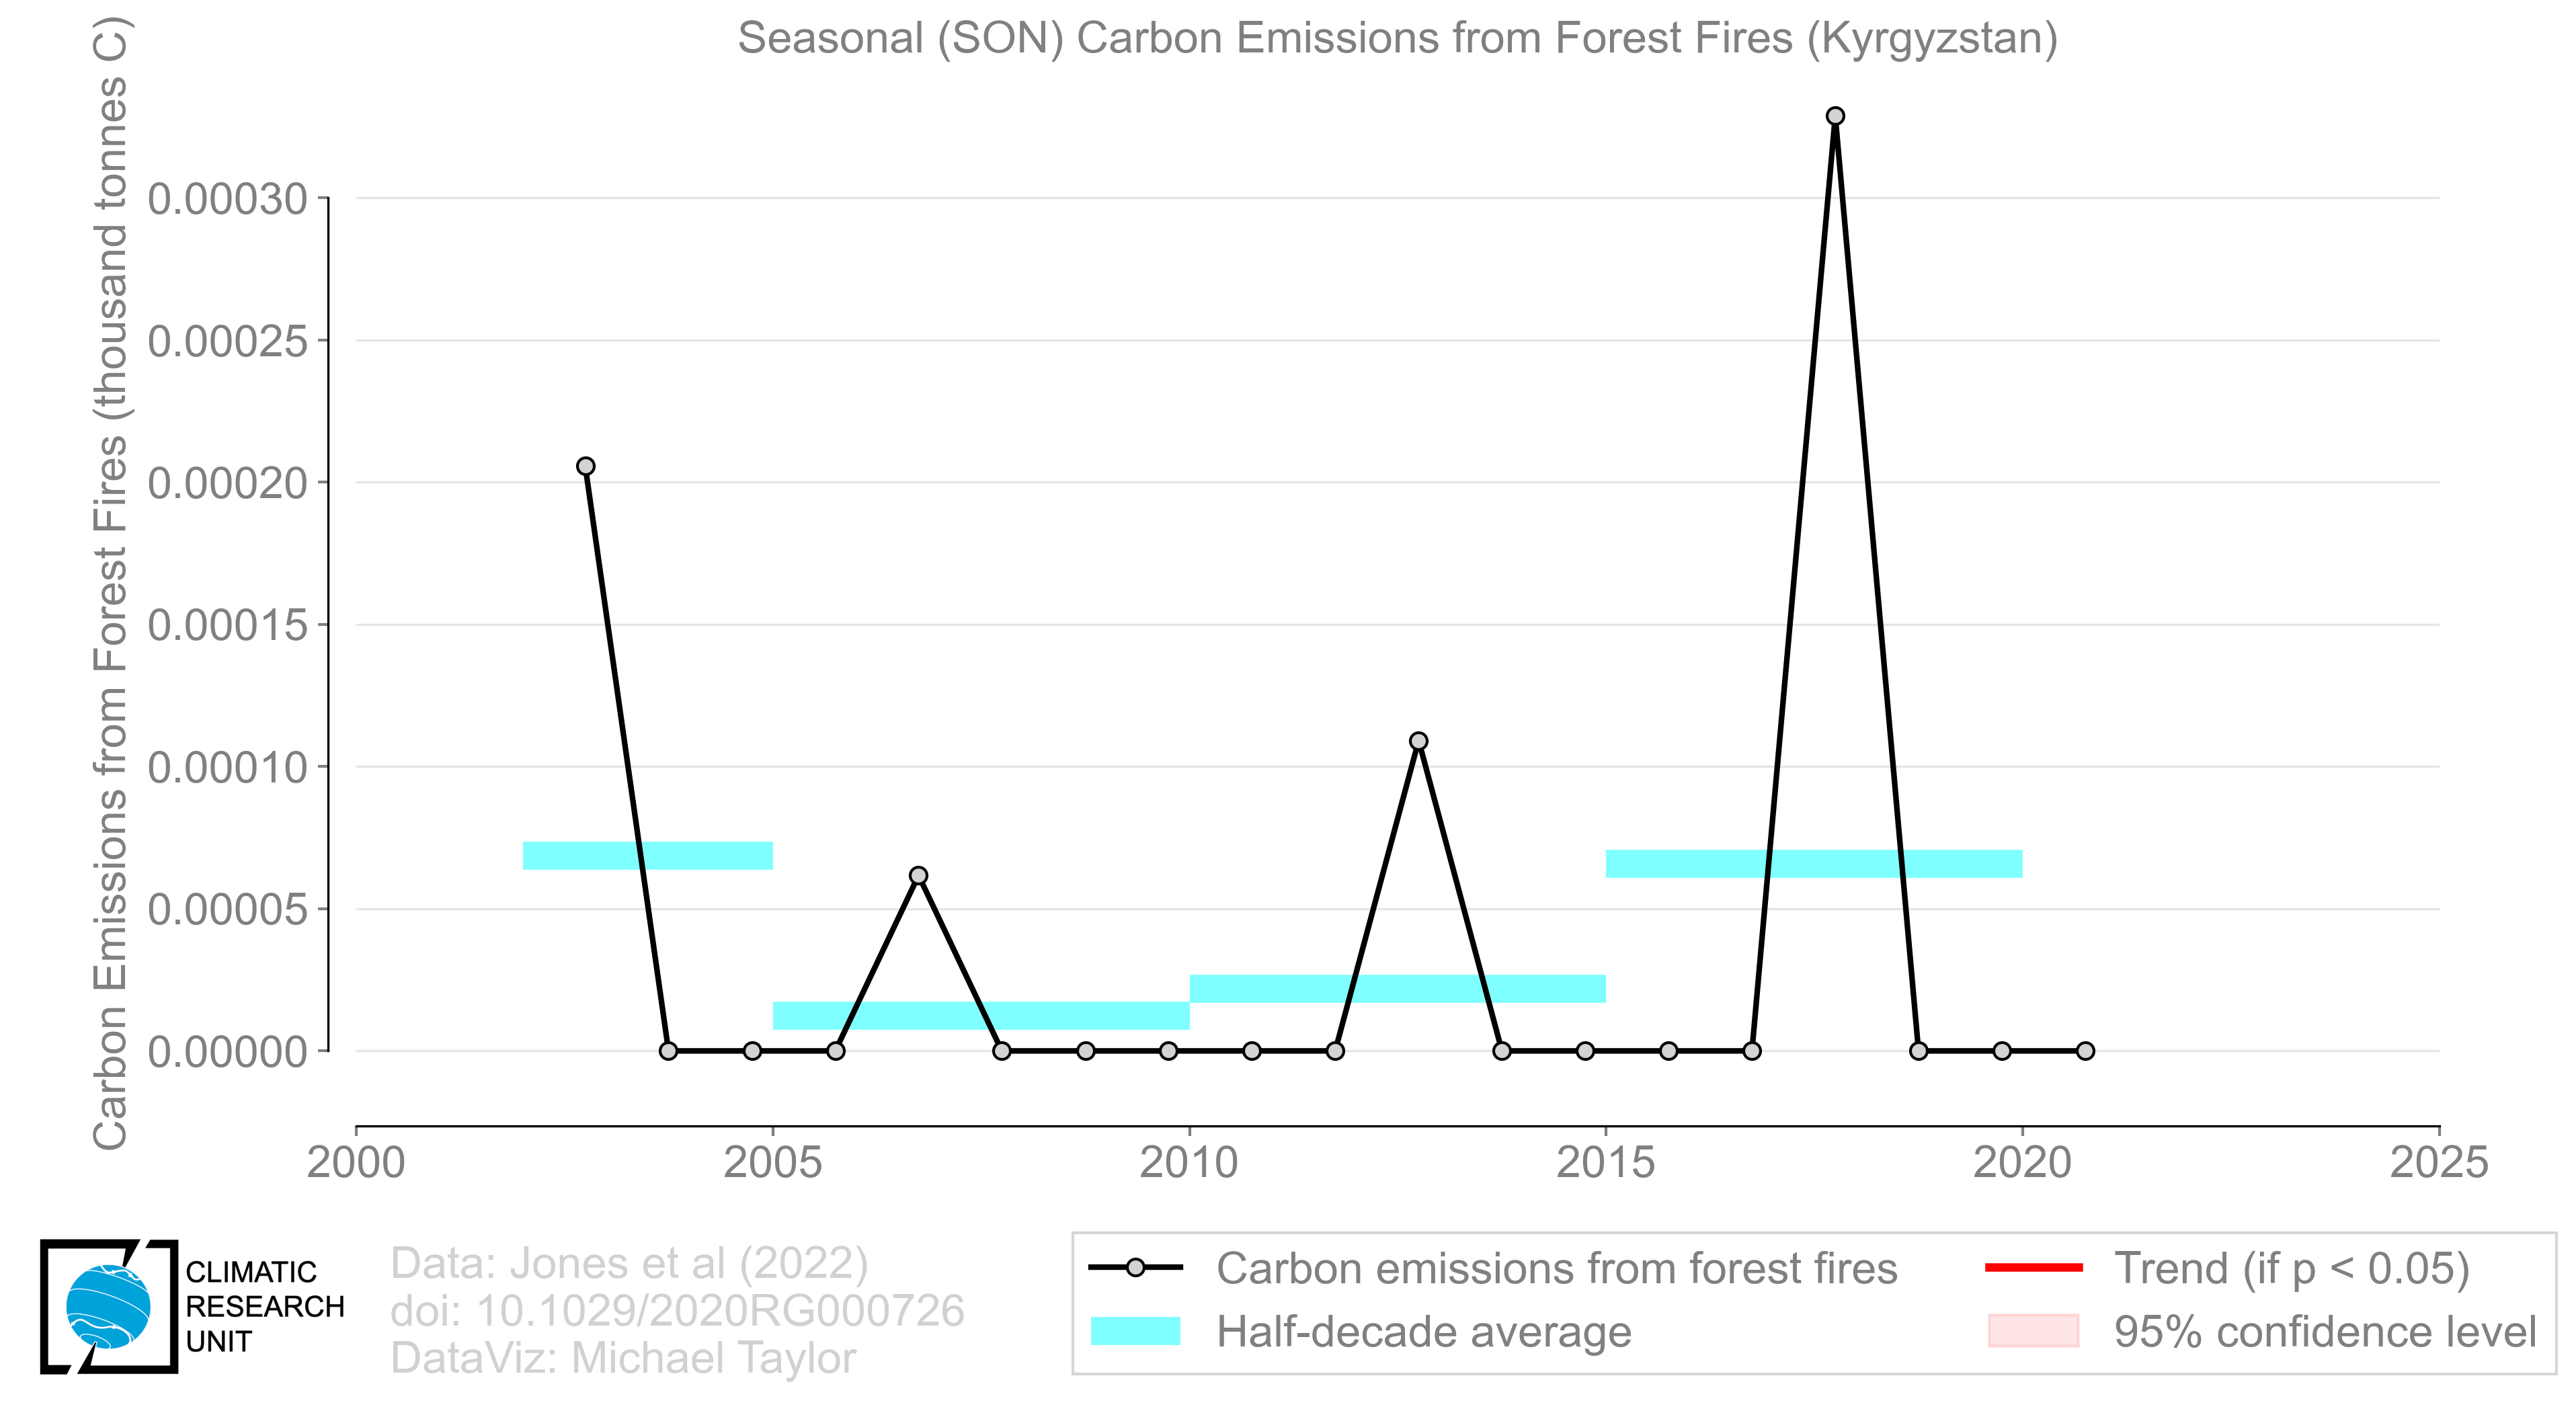 Seasonal (SON) Carbon Emissions from Forest Fires (Kyrgyzstan)
Carbon Emissions from Forest Fires (thousand tonnes C)
0.00030
0.00025
0.00020
0.00015
0.00010
0.00005
0.00000
2000 2005 2010 2015 2020 2025
CLIMATIC
RESEARCH
UNIT
Data: Jones et al (2022)
doi: 10.1029/2020RG000726
DataViz: Michael Taylor
Carbon emissions from forest fires
Half-decade average
Trend (if p < 0.05)
95% confidence level